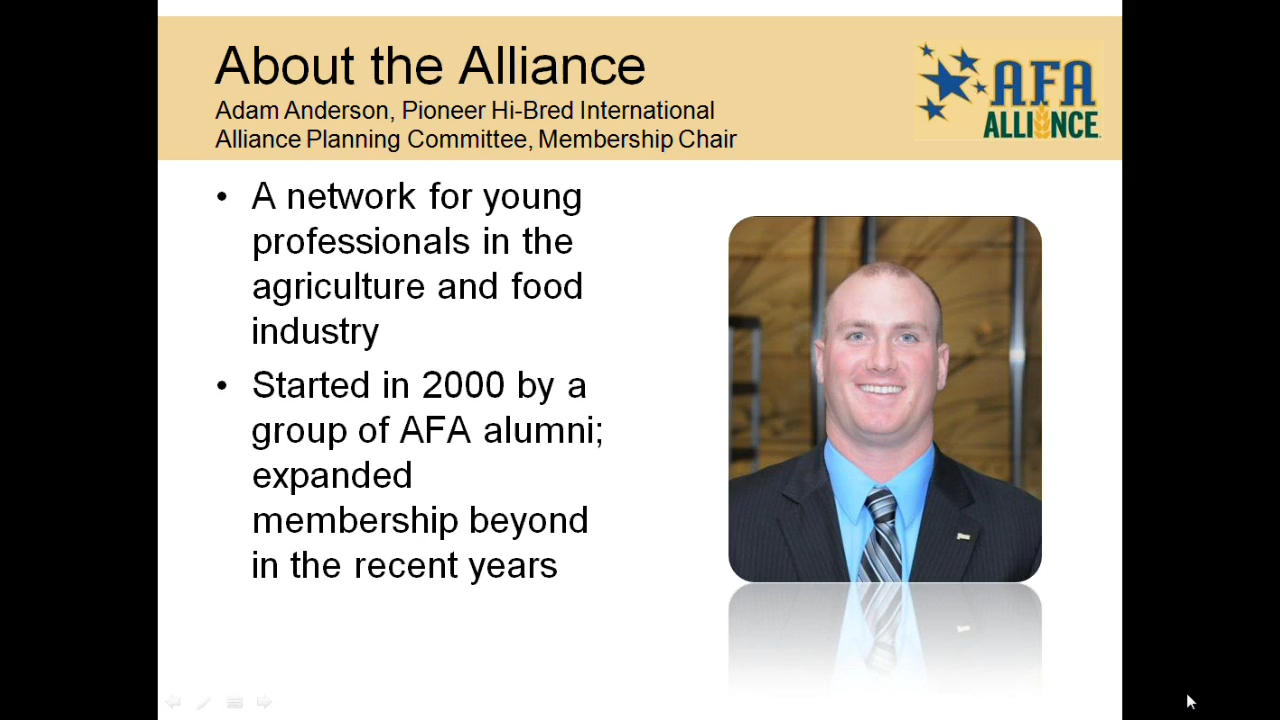 About the Alliance
Adam Anderson, Pioneer Hi-Bred International
Alliance Planning Committee, Membership Chair
AFA
ALLIANCE
• A network for young
professionals in the
agriculture and food
industry
• Started in 2000 by a
group of AFA alumni;
expanded
membership beyond
in the recent years